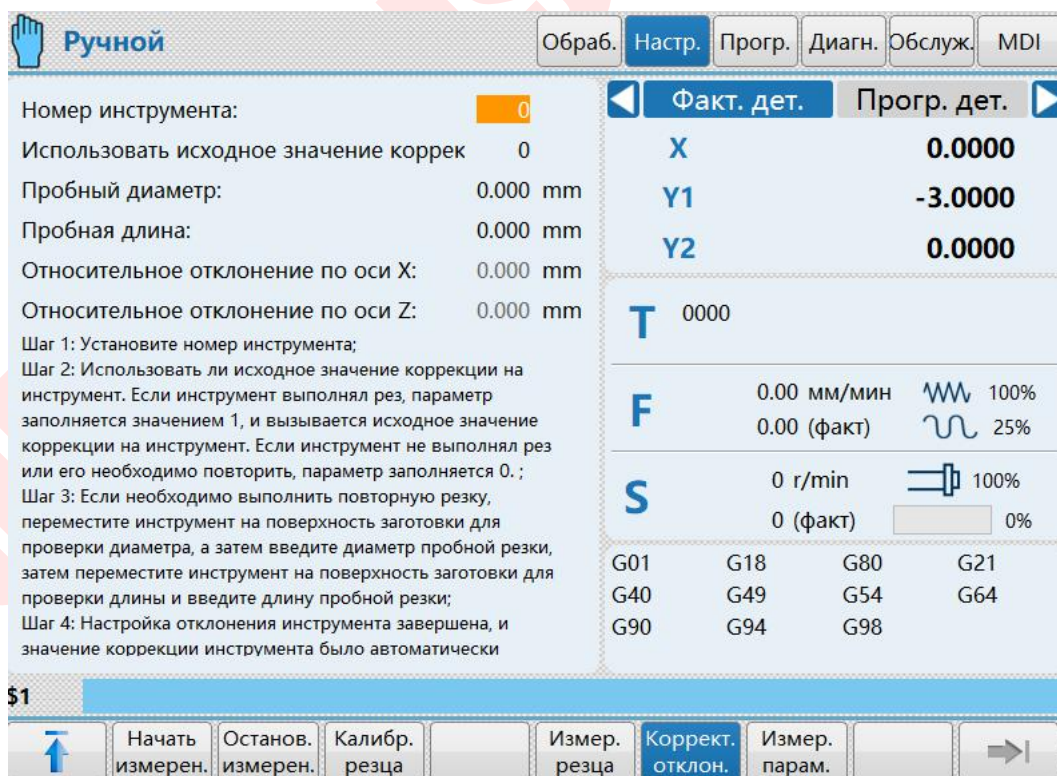 Ручной
Обраб. Настр. Прогр. Диагн. Обслуж. MDI
Номер инструмента: 0
Использовать исходное значение коррек 0
Пробный диаметр: 0.000 mm
Пробная длина: 0.000 mm
Относительное отклонение по оси X: 0.000 mm
Относительное отклонение по оси Z: 0.000 mm
Шаг 1: Установите номер инструмента;
Шаг 2: Использовать ли исходное значение коррекции на
инструмент. Если инструмент выполнял рез, параметр
заполняется значением 1, и вызывается исходное значение
коррекции на инструмент. Если инструмент не выполнял рез
или его необходимо повторить, параметр заполняется 0. ;
Шаг 3: Если необходимо выполнить повторную резку,
переместите инструмент на поверхность заготовки для
проверки диаметра, а затем введите диаметр пробной резки,
затем переместите инструмент на поверхность заготовки для
проверки длины и введите длину пробной резки;
Шаг 4: Настройка отклонения инструмента завершена, и
значение коррекции инструмента было автоматически
Факт. дет. Прогр. дет.
X 0.0000
Y1 -3.0000
Y2 0.0000
T 0000
F 0.00 мм/мин 100%
0.00 (факт) 25%
S 0 r/min 100%
0 (факт) 0%
G01 G18 G80 G21
G40 G49 G54 G64
G90 G94 G98
$1
Начать измерен.
Останов. измерен.
Калибр. резца
Измер. резца
Коррект. отклон.
Измер. парам.